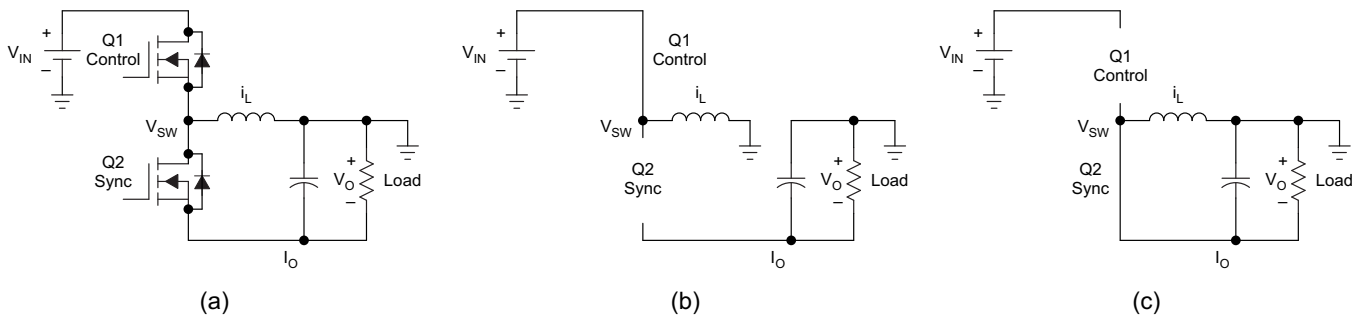 +
V_IN
−
Q1
Control
i_L
V_SW
Q2
Sync
+
V_O
−
Load
I_O
(a)
+
V_IN
−
Q1
Control
i_L
V_SW
Q2
Sync
+
V_O
−
Load
I_O
(b)
+
V_IN
−
Q1
Control
i_L
V_SW
Q2
Sync
+
V_O
−
Load
I_O
(c)